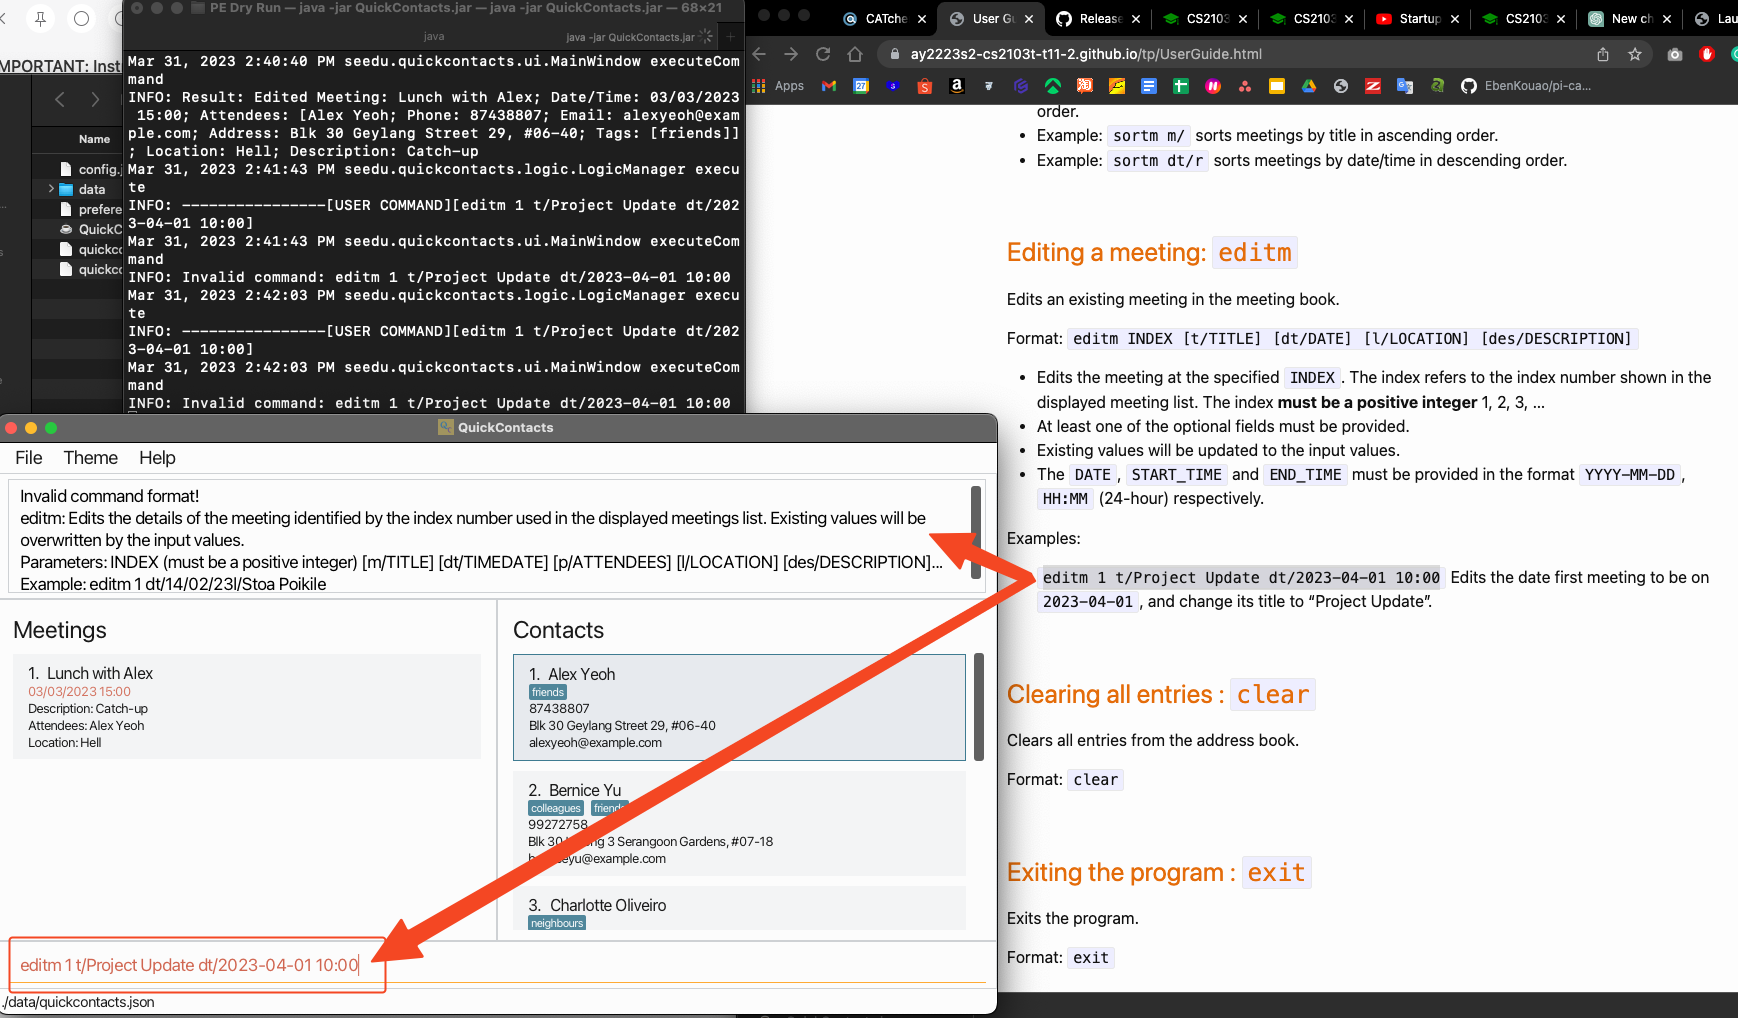 MPORTANT: Inst
Name
config.j
data
prefere
QuickC
quickco
quickco
PE Dry Run — java -jar QuickContacts.jar — java -jar QuickContacts.jar — 68×21
java
java -jar QuickContacts.jar
Mar 31, 2023 2:40:40 PM seedu.quickcontacts.ui.MainWindow executeCom
mand
INFO: Result: Edited Meeting: Lunch with Alex; Date/Time: 03/03/2023
15:00; Attendees: [Alex Yeoh; Phone: 87438807; Email: alexyeoh@exam
ple.com; Address: Blk 30 Geylang Street 29, #06-40; Tags: [friends]]
; Location: Hell; Description: Catch-up
Mar 31, 2023 2:41:43 PM seedu.quickcontacts.logic.LogicManager execu
te
INFO: ----------------[USER COMMAND][editm 1 t/Project Update dt/202
3-04-01 10:00]
Mar 31, 2023 2:41:43 PM seedu.quickcontacts.ui.MainWindow executeCom
mand
INFO: Invalid command: editm 1 t/Project Update dt/2023-04-01 10:00
Mar 31, 2023 2:42:03 PM seedu.quickcontacts.logic.LogicManager execu
te
INFO: ----------------[USER COMMAND][editm 1 t/Project Update dt/202
3-04-01 10:00]
Mar 31, 2023 2:42:03 PM seedu.quickcontacts.ui.MainWindow executeCom
mand
INFO: Invalid command: editm 1 t/Project Update dt/2023-04-01 10:00
CATche
User Gu
Release
CS2103
CS2103
Startup
CS2103
New ch
Lau
ay2223s2-cs2103t-t11-2.github.io/tp/UserGuide.html
Apps
EbenKouao/pi-ca...
order.
• Example: sortm m/ sorts meetings by title in ascending order.
• Example: sortm dt/r sorts meetings by date/time in descending order.
Editing a meeting: editm
Edits an existing meeting in the meeting book.
Format: editm INDEX [t/TITLE] [dt/DATE] [l/LOCATION] [des/DESCRIPTION]
• Edits the meeting at the specified INDEX. The index refers to the index number shown in the
displayed meeting list. The index must be a positive integer 1, 2, 3, ...
• At least one of the optional fields must be provided.
• Existing values will be updated to the input values.
• The DATE, START_TIME and END_TIME must be provided in the format YYYY-MM-DD,
HH:MM (24-hour) respectively.
Examples:
editm 1 t/Project Update dt/2023-04-01 10:00 Edits the date first meeting to be on
2023-04-01, and change its title to “Project Update”.
Clearing all entries : clear
Clears all entries from the address book.
Format: clear
Exiting the program : exit
Exits the program.
Format: exit
QuickContacts
File Theme Help
Invalid command format!
editm: Edits the details of the meeting identified by the index number used in the displayed meetings list. Existing values will be
overwritten by the input values.
Parameters: INDEX (must be a positive integer) [m/TITLE] [dt/TIMEDATE] [p/ATTENDEES] [l/LOCATION] [des/DESCRIPTION]...
Example: editm 1 dt/14/02/23l/Stoa Poikile
Meetings
1. Lunch with Alex
03/03/2023 15:00
Description: Catch-up
Attendees: Alex Yeoh
Location: Hell
Contacts
1. Alex Yeoh
friends
87438807
Blk 30 Geylang Street 29, #06-40
alexyeoh@example.com
2. Bernice Yu
colleagues friends
99272758
Blk 30 3 Serangoon Gardens, #07-18
@example.com
3. Charlotte Oliveiro
neighbours
editm 1 t/Project Update dt/2023-04-01 10:00
./data/quickcontacts.json